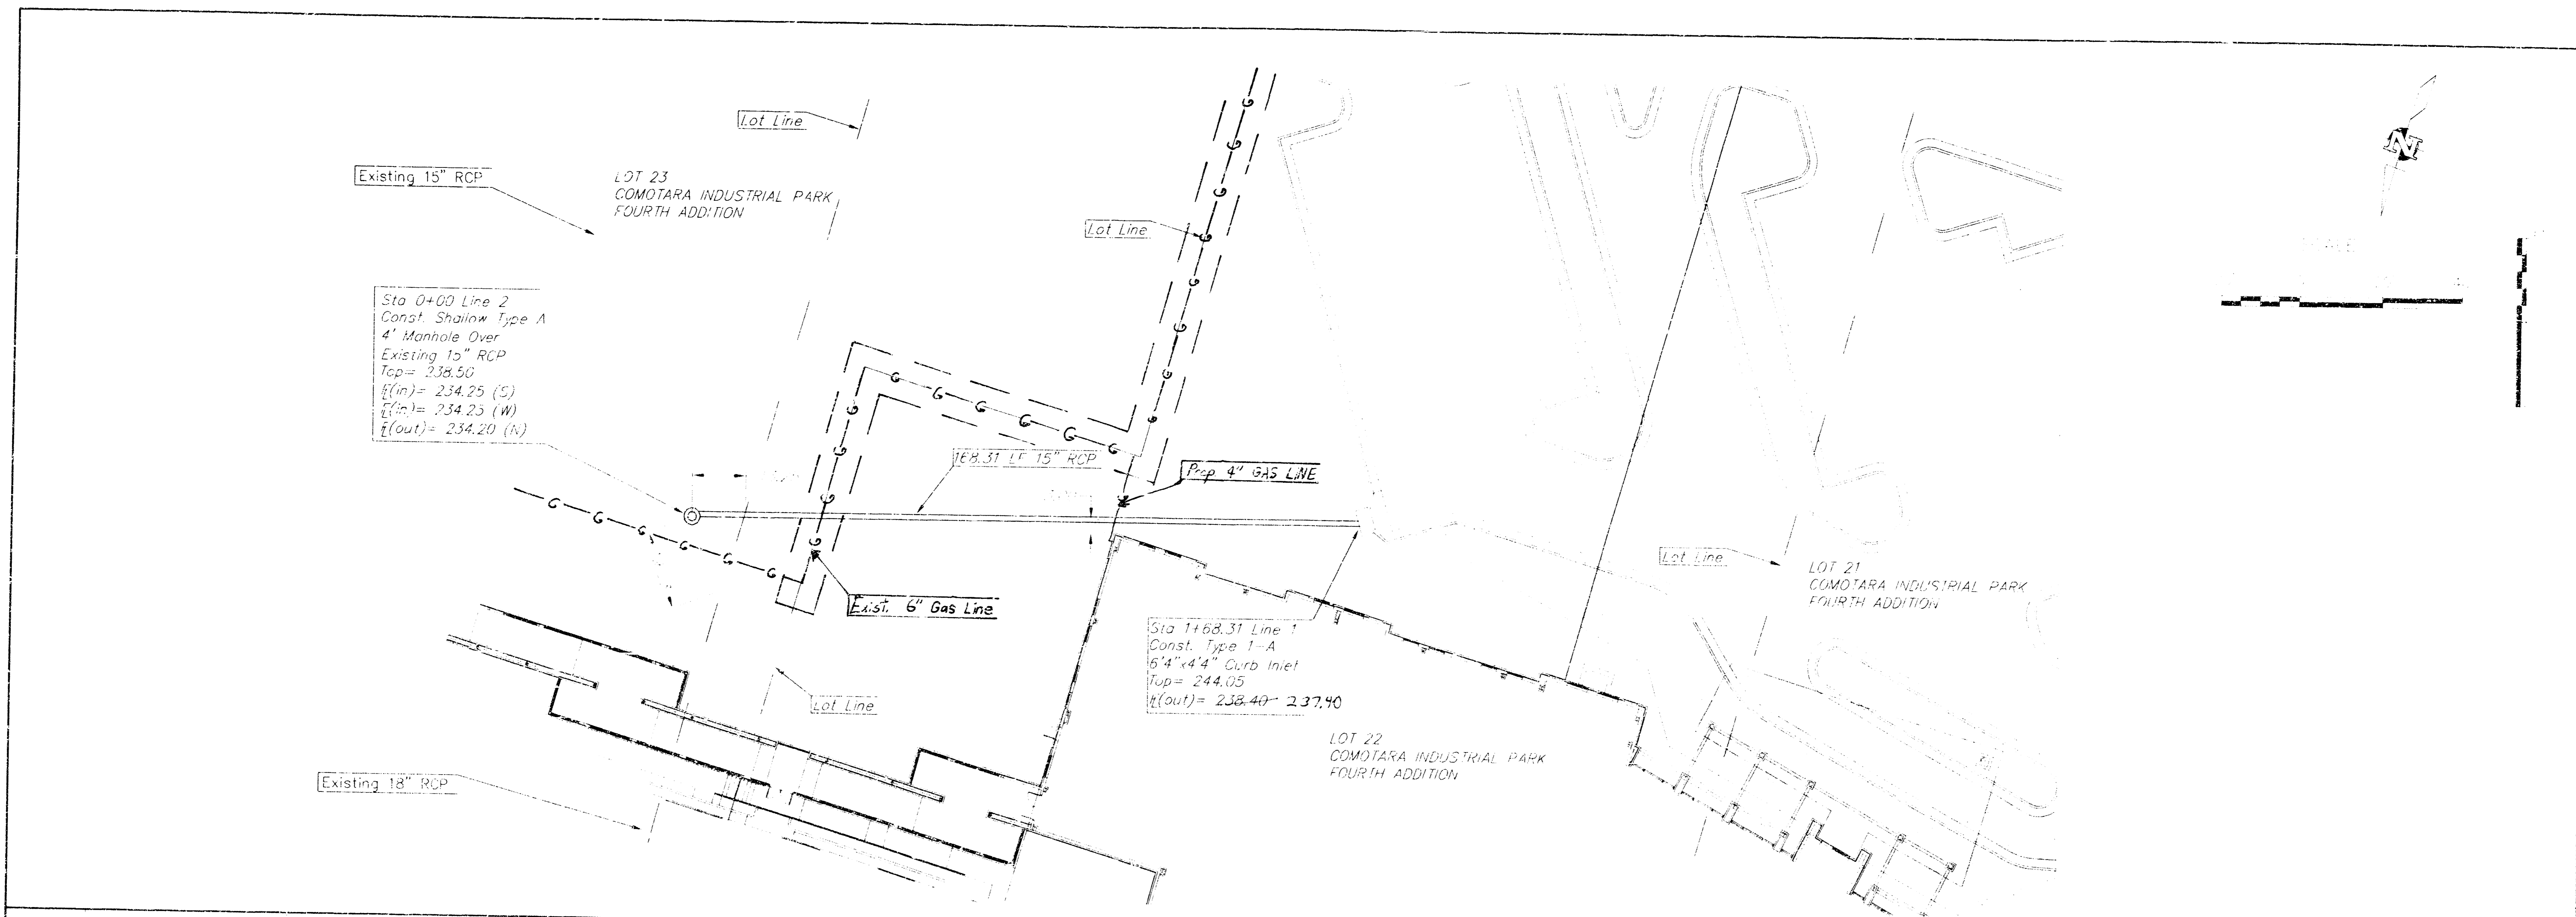 Lot Line
Existing 15" RCP
LOT 23
COMOTARA INDUSTRIAL PARK
FOURTH ADDITION
Lot Line
N
SCALE
Sta 0+00 Line 2
Const. Shallow Type A
4' Manhole Over
Existing 15" RCP
Top= 238.50
(in)= 234.25 (S)
(in)= 234.25 (W)
(out)= 234.20 (N)
168.31 LF 15" RCP
Prop 4" GAS LINE
Exist. 6" Gas Line
Lot Line
LOT 21
COMOTARA INDUSTRIAL PARK
FOURTH ADDITION
Sta 1+68.31 Line 1
Const. Type 1-A
6'4"x4'4" Curb Inlet
Top= 244.05
(out)= 238.40 237.40
Lot Line
LOT 22
COMOTARA INDUSTRIAL PARK
FOURTH ADDITION
Existing 18" RCP
G G G G G G G G G G G G G G G G G G G G G G G G G G